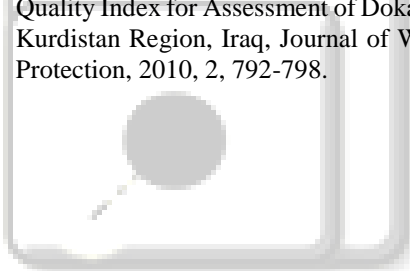 Quality Index for Assessment of Doka
Kurdistan Region, Iraq, Journal of W
Protection, 2010, 2, 792-798.